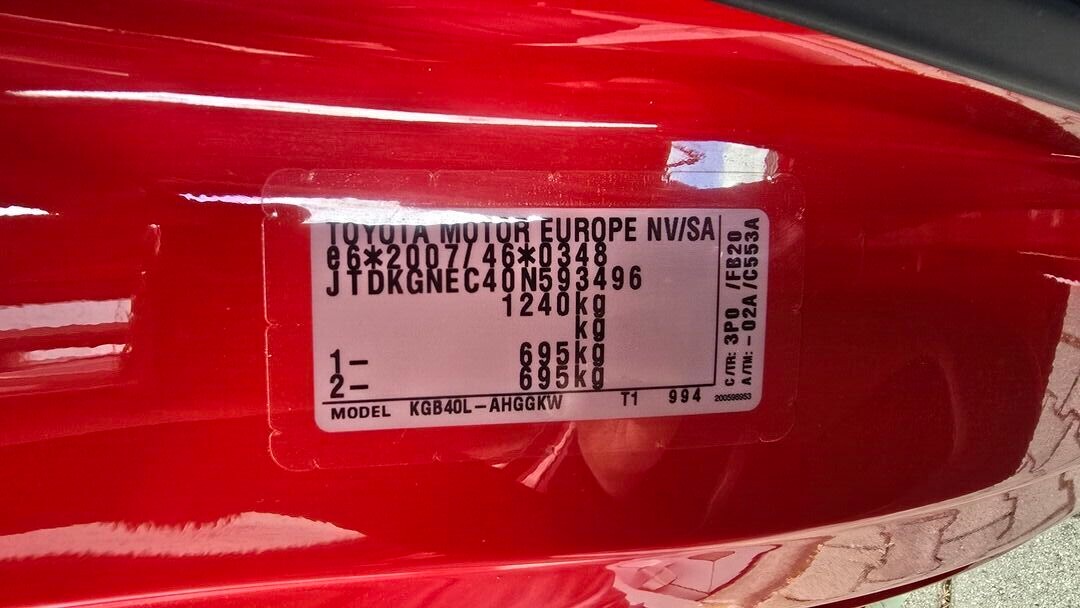 TOYOTA MOTOR EUROPE NV/SA
e6*2007/46*0348
JTDKGNEC40N593496
1240kg
kg
1- 695kg
2- 695kg
MODEL KGB40L-AHGGKW T1 994
200598953
C/TR: 3P0 /FB20
A/TM: -02A /C553A